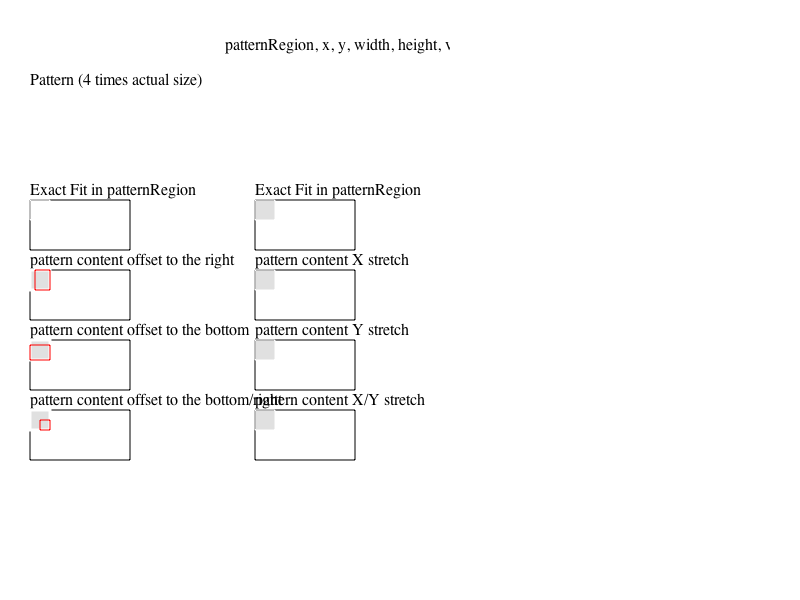 patternRegion, x, y, width, height,
Pattern (4 times actual size)
Exact Fit in patternRegion
Exact Fit in patternRegion
pattern content offset to the right
pattern content X stretch
pattern content offset to the bottom
pattern content Y stretch
pattern content offset to the bottom/right
pattern content X/Y stretch